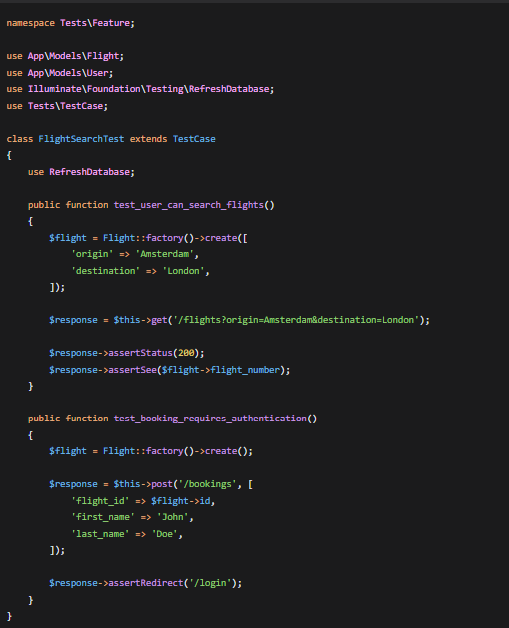 namespace Tests\Feature;
use App\Models\Flight;
use App\Models\User;
use Illuminate\Foundation\Testing\RefreshDatabase;
use Tests\TestCase;
class FlightSearchTest extends TestCase
{
    use RefreshDatabase;
    public function test_user_can_search_flights()
    {
        $flight = Flight::factory()->create([
            'origin' => 'Amsterdam',
            'destination' => 'London',
        ]);
        $response = $this->get('/flights?origin=Amsterdam&destination=London');
        $response->assertStatus(200);
        $response->assertSee($flight->flight_number);
    }
    public function test_booking_requires_authentication()
    {
        $flight = Flight::factory()->create();
        $response = $this->post('/bookings', [
            'flight_id' => $flight->id,
            'first_name' => 'John',
            'last_name' => 'Doe',
        ]);
        $response->assertRedirect('/login');
    }
}